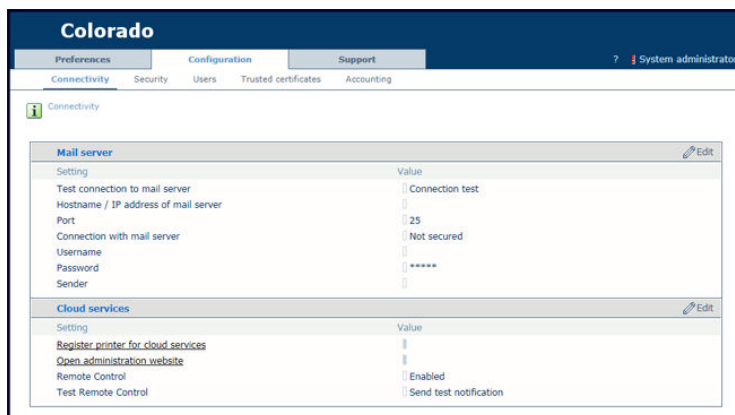 Colorado
Preferences Configuration Support ? System administrator
Connectivity Security Users Trusted certificates Accounting
Connectivity
Mail server Edit
Setting Value
Test connection to mail server Connection test
Hostname / IP address of mail server
Port 25
Connection with mail server Not secured
Username
Password *****
Sender
Cloud services Edit
Setting Value
Register printer for cloud services
Open administration website
Remote Control Enabled
Test Remote Control Send test notification